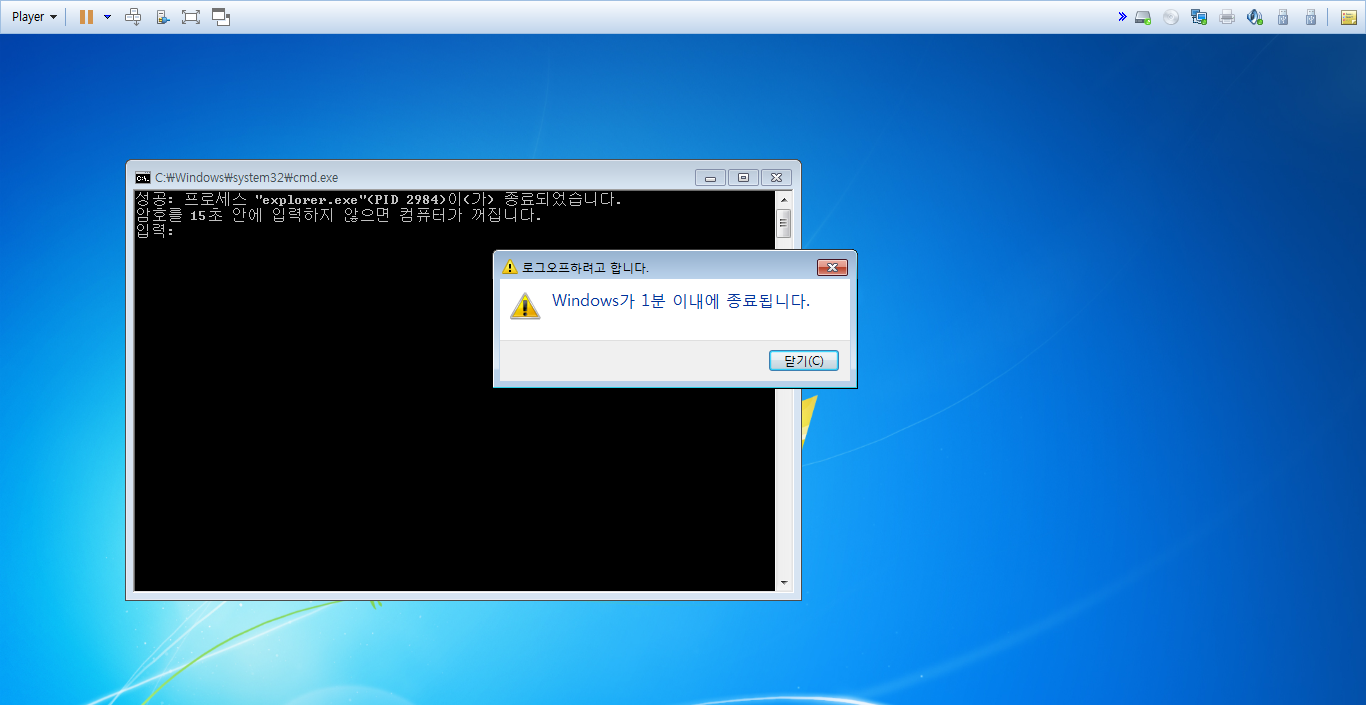 Player
C:₩Windows₩system32₩cmd.exe
성공: 프로세스 "explorer.exe"(PID 2984)이(가) 종료되었습니다.
암호를 15초 안에 입력하지 않으면 컴퓨터가 꺼집니다.
입력:
로그오프하려고 합니다.
Windows가 1분 이내에 종료됩니다.
닫기(C)